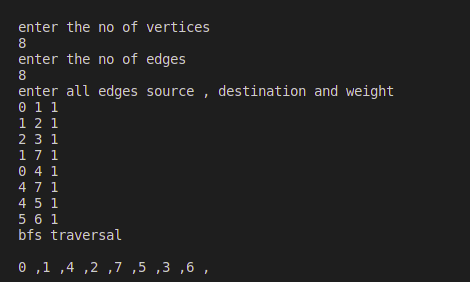 enter the no of vertices
8
enter the no of edges
8
enter all edges source , destination and weight
0 1 1
1 2 1
2 3 1
1 7 1
0 4 1
4 7 1
4 5 1
5 6 1
bfs traversal
0 ,1 ,4 ,2 ,7 ,5 ,3 ,6 ,